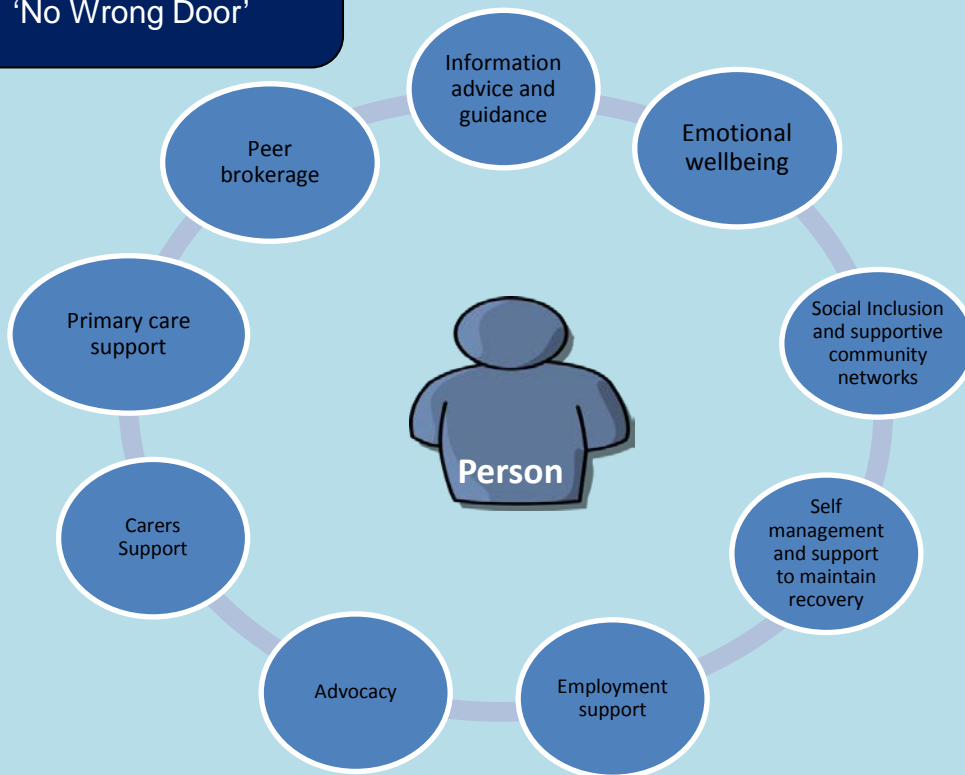 ‘No Wrong Door’
Information
advice and
guidance
Emotional
wellbeing
Social Inclusion
and supportive
community
networks
Self
management
and support
to maintain
recovery
Employment
support
Advocacy
Carers
Support
Primary care
support
Peer
brokerage
Person